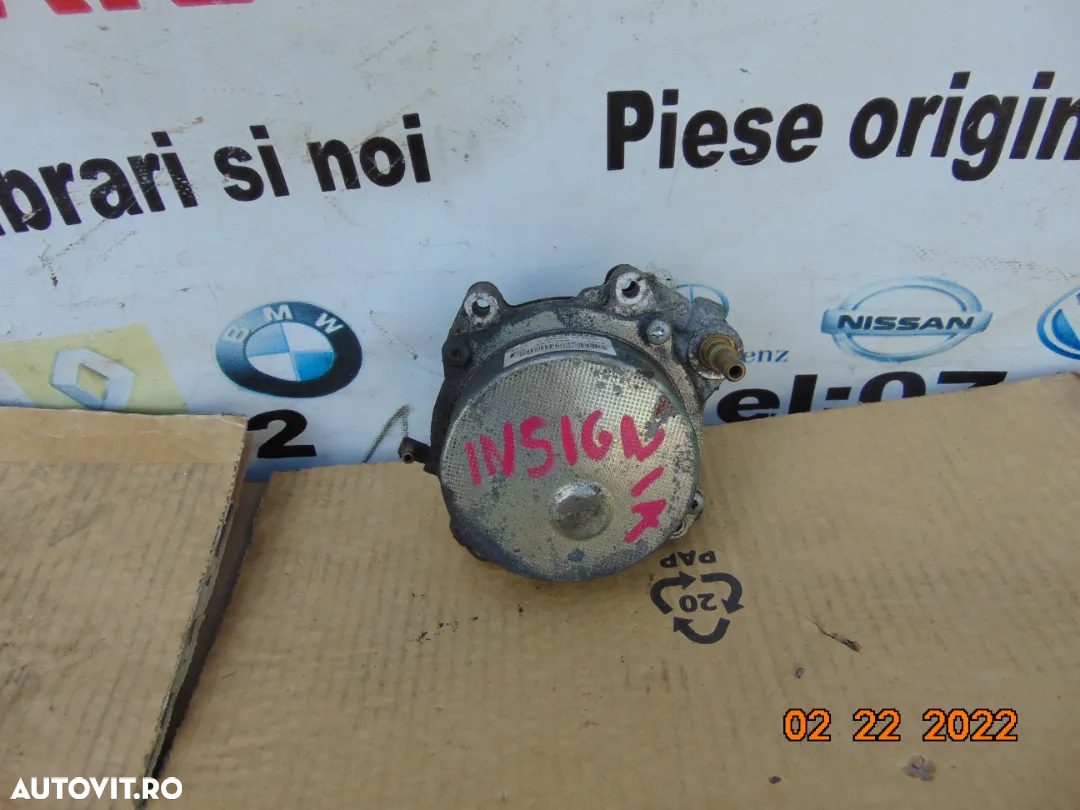 brari si noi
Piese origin
BMW
NISSAN
enz
2
el:07
INSIGNIA
PAP
20
02 22 2022
AUTOVIT.RO